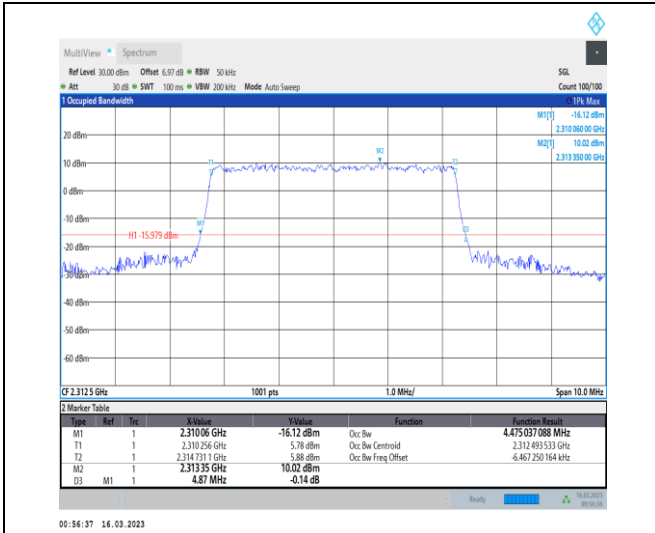 MultiView Spectrum
Ref Level 30.00 dBm Offset 6.97 dB RBW 50 kHz SGL
Att 30 dB SWT 100 ms VBW 200 kHz Mode Auto Sweep Count 100/100
1 Occupied Bandwidth 1Pk Max
M1[1] -16.12 dBm
2.310 060 00 GHz
M2[1] 10.02 dBm
2.313 350 00 GHz
20 dBm
M2
10 dBm
T1 T2
0 dBm
-10 dBm
M1
D3
H1 -15.979 dBm
-20 dBm
-30 dBm
-40 dBm
-50 dBm
-60 dBm
CF 2.312 5 GHz 1001 pts 1.0 MHz/ Span 10.0 MHz
2 Marker Table
Type Ref Trc X-Value Y-Value Function Function Result
M1 1 2.310 06 GHz -16.12 dBm Occ Bw 4.475 037 088 MHz
T1 1 2.310 256 GHz 5.78 dBm Occ Bw Centroid 2.312 493 533 GHz
T2 1 2.314 731 1 GHz 5.88 dBm Occ Bw Freq Offset -6.467 250 164 kHz
M2 1 2.313 35 GHz 10.02 dBm
D3 M1 1 4.87 MHz -0.14 dB
Ready 16.03.2023
00:56:36
00:56:37 16.03.2023